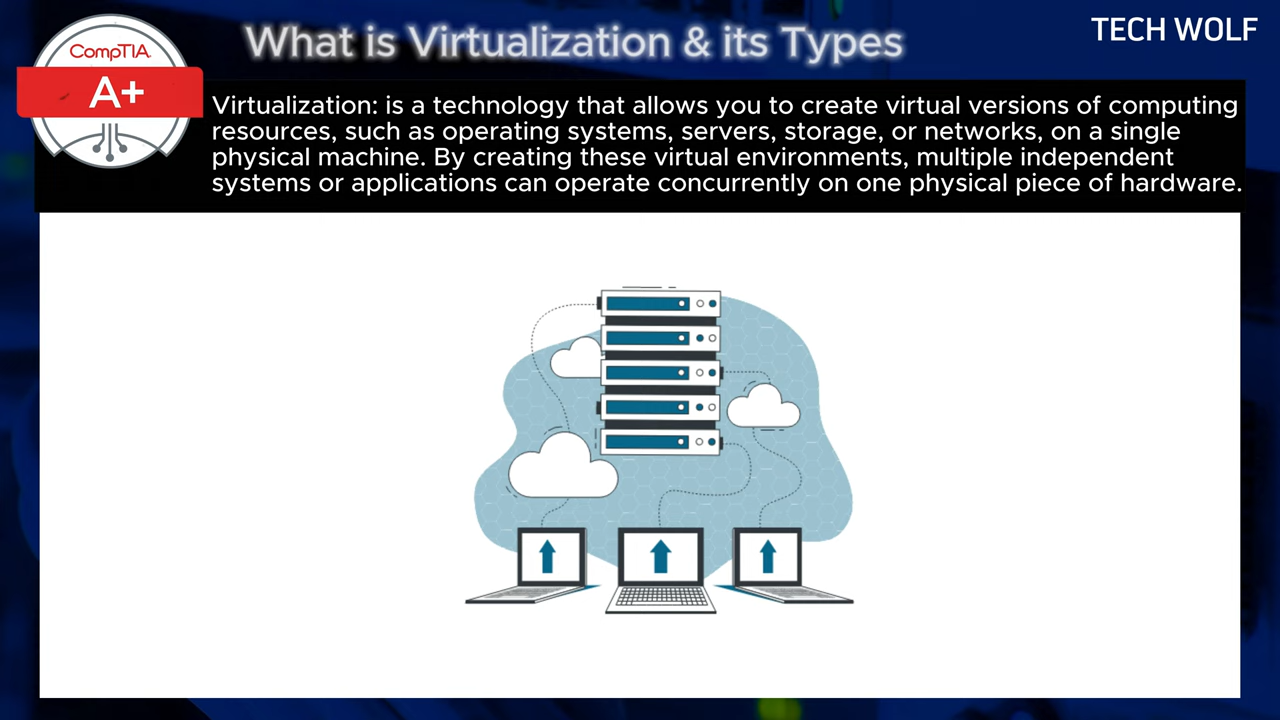 What is Virtualization & its Types
TECH WOLF
CompTIA.
A+
Virtualization: is a technology that allows you to create virtual versions of computing
resources, such as operating systems, servers, storage, or networks, on a single
physical machine. By creating these virtual environments, multiple independent
systems or applications can operate concurrently on one physical piece of hardware.